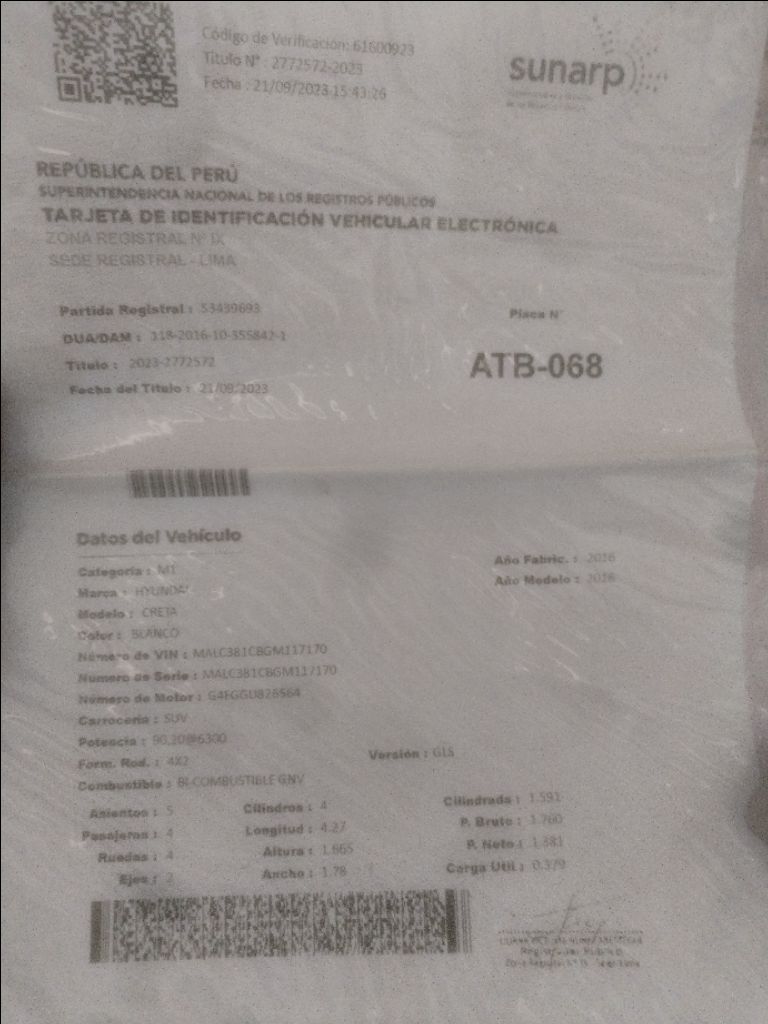 Código de Verificación: 61600923
Titulo N° : 2772572-2023
Fecha : 21/09/2023 15:43:26
sunarp
REPÚBLICA DEL PERÚ
SUPERINTENDENCIA NACIONAL DE LOS REGISTROS PÚBLICOS
TARJETA DE IDENTIFICACIÓN VEHICULAR ELECTRÓNICA
ZONA REGISTRAL N° IX
SEDE REGISTRAL - LIMA
Partida Registral : 53439693
Placa N°
DUA/DAM : 118-2016-10-355842-1
Titulo : 2023-2772572
ATB-068
Fecha del Titulo : 21/09/2023
Datos del Vehículo
Categoría : M1
Año Fabric. : 2016
Marca : HYUNDAI
Año Modelo : 2016
Modelo : CRETA
Color : BLANCO
Número de VIN : MALC381CBGM117170
Numero de Serie : MALC381CBGM117170
Número de Motor :
Carrocería : SUV
Potencia : 90.20@6300
Form. Rod. : 4X2
Versión : GLS
Combustible : BI-COMBUSTIBLE GNV
Asientos : 5
Cilindros : 4
Cilindrada : 1.591
Pasajeros : 4
Longitud : 4.27
P. Bruto : 1.760
Ruedas : 4
Altura : 1.665
P. Neto : 1.381
Ejes : 2
Ancho : 1.78
Carga Util : 0.379
Registrador Público